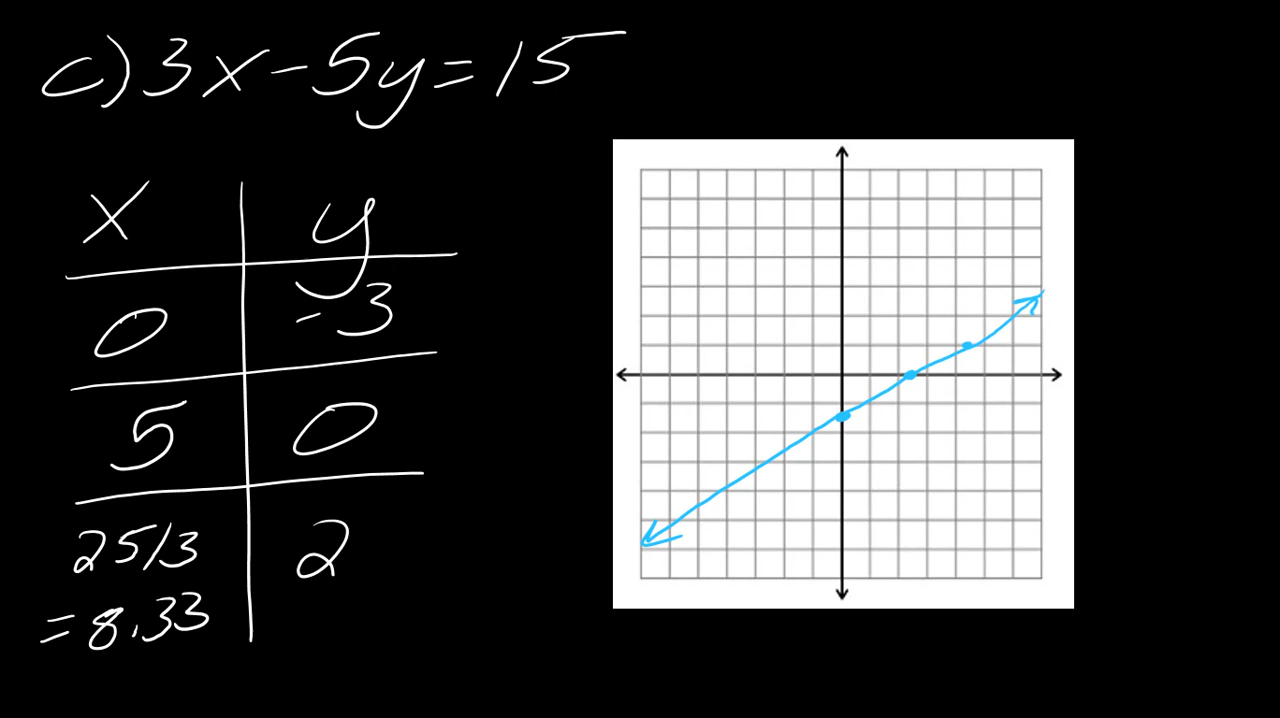 c) 3x - 5y = 15
x y
0 -3
5 0
25/3 2
= 8.33